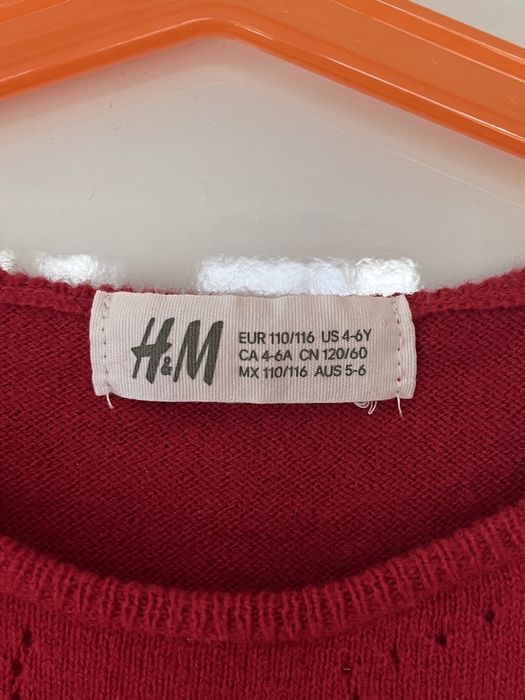 H&M
EUR 110/116 US 4-6Y
CA 4-6A CN 120/60
MX 110/116 AUS 5-6